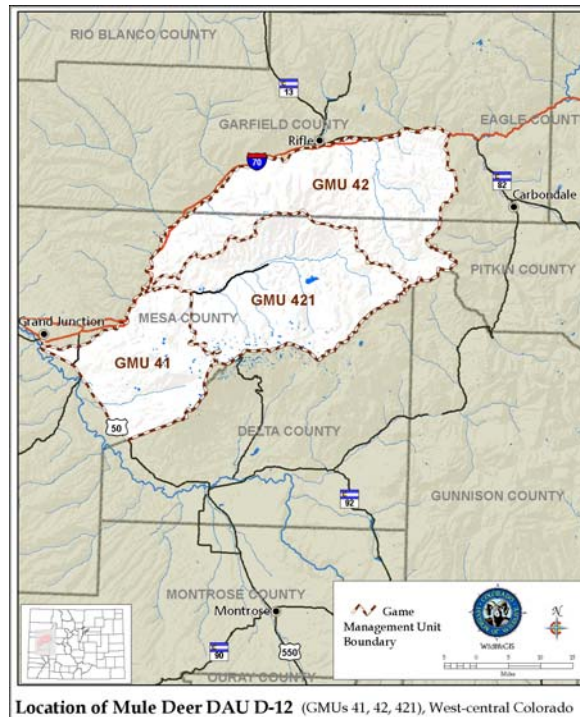 RIO BLANCO COUNTY
13
GARFIELD COUNTY
EAGLE COUNT
Rifle
70
82
Carbondale
GMU 42
PITKIN COUNTY
GMU 421
Grand Junction
MESA COUNTY
GMU 41
50
DELTA COUNTY
GUNNISON COUNTY
92
MONTROSE COUNTY
Montrose
550
90
OURAY COUNTY
Game
Management Unit
Boundary
N
Miles
Location of Mule Deer DAU D-12 (GMUs 41, 42, 421), West-central Colorado